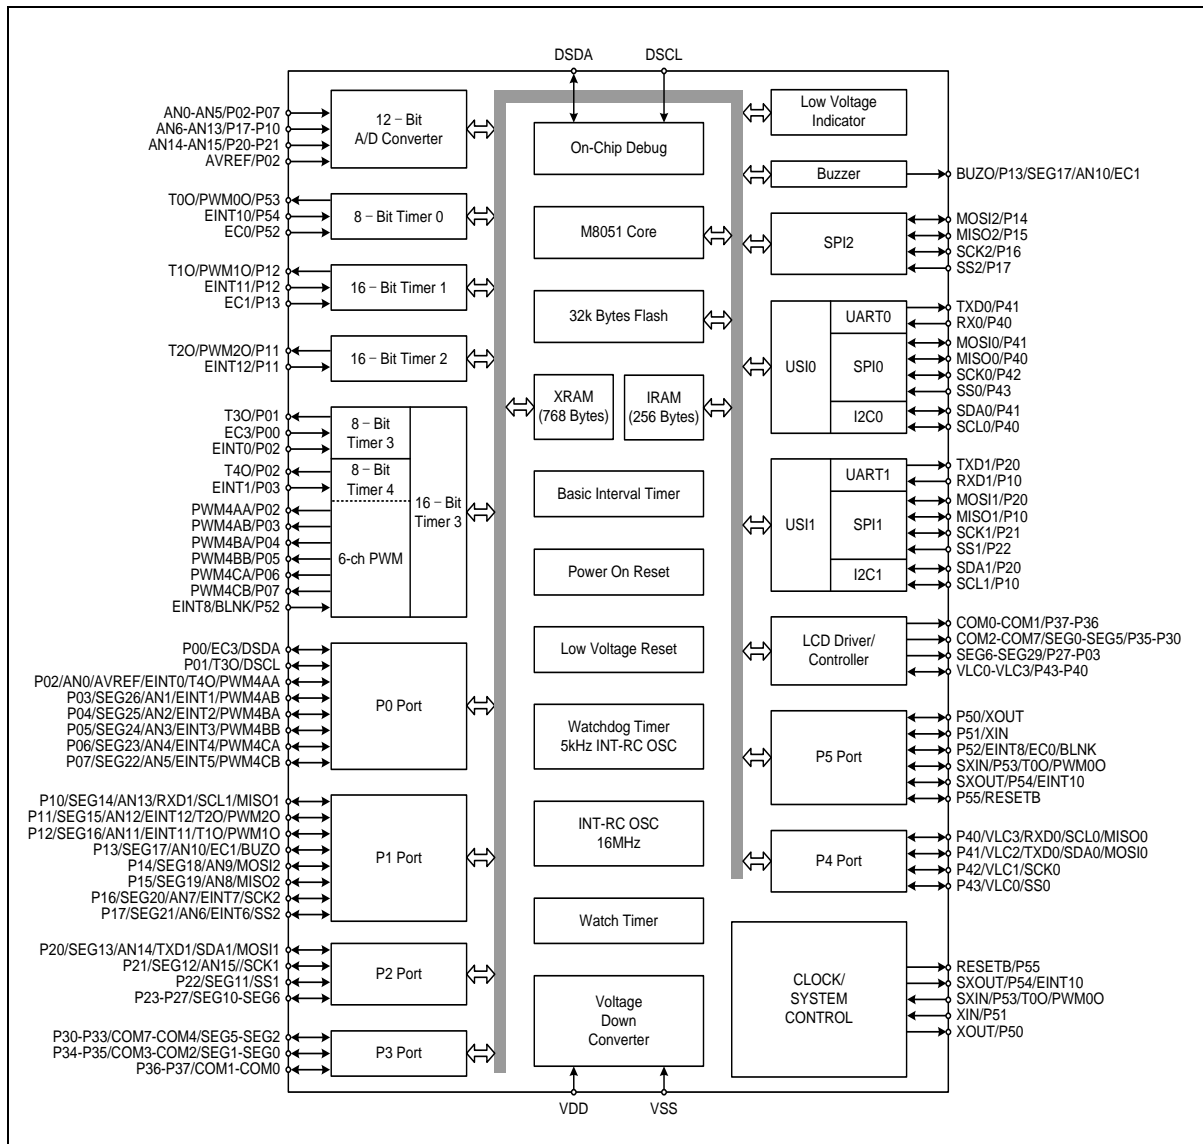 DSDA
DSCL
AN0-AN5/P02-P07
AN6-AN13/P17-P10
AN14-AN15/P20-P21
AVREF/P02
12 – Bit
A/D Converter
T0O/PWM0O/P53
EINT10/P54
EC0/P52
8 – Bit Timer 0
T1O/PWM1O/P12
EINT11/P12
EC1/P13
16 – Bit Timer 1
T2O/PWM2O/P11
EINT12/P11
16 – Bit Timer 2
T3O/P01
EC3/P00
EINT0/P02
T4O/P02
EINT1/P03
PWM4AA/P02
PWM4AB/P03
PWM4BA/P04
PWM4BB/P05
PWM4CA/P06
PWM4CB/P07
EINT8/BLNK/P52
8 – Bit
Timer 3
8 – Bit
Timer 4
6-ch PWM
16 – Bit
Timer 3
P00/EC3/DSDA
P01/T3O/DSCL
P02/AN0/AVREF/EINT0/T4O/PWM4AA
P03/SEG26/AN1/EINT1/PWM4AB
P04/SEG25/AN2/EINT2/PWM4BA
P05/SEG24/AN3/EINT3/PWM4BB
P06/SEG23/AN4/EINT4/PWM4CA
P07/SEG22/AN5/EINT5/PWM4CB
P0 Port
P10/SEG14/AN13/RXD1/SCL1/MISO1
P11/SEG15/AN12/EINT12/T2O/PWM2O
P12/SEG16/AN11/EINT11/T1O/PWM1O
P13/SEG17/AN10/EC1/BUZO
P14/SEG18/AN9/MOSI2
P15/SEG19/AN8/MISO2
P16/SEG20/AN7/EINT7/SCK2
P17/SEG21/AN6/EINT6/SS2
P1 Port
P20/SEG13/AN14/TXD1/SDA1/MOSI1
P21/SEG12/AN15//SCK1
P22/SEG11/SS1
P23-P27/SEG10-SEG6
P2 Port
P30-P33/COM7-COM4/SEG5-SEG2
P34-P35/COM3-COM2/SEG1-SEG0
P36-P37/COM1-COM0
P3 Port
On-Chip Debug
M8051 Core
32k Bytes Flash
XRAM
(768 Bytes)
IRAM
(256 Bytes)
Basic Interval Timer
Power On Reset
Low Voltage Reset
Watchdog Timer
5kHz INT-RC OSC
INT-RC OSC
16MHz
Watch Timer
Voltage
Down
Converter
VDD
VSS
Low Voltage
Indicator
Buzzer
BUZO/P13/SEG17/AN10/EC1
SPI2
MOSI2/P14
MISO2/P15
SCK2/P16
SS2/P17
USI0
UART0
SPI0
I2C0
TXD0/P41
RX0/P40
MOSI0/P41
MISO0/P40
SCK0/P42
SS0/P43
SDA0/P41
SCL0/P40
USI1
UART1
SPI1
I2C1
TXD1/P20
RXD1/P10
MOSI1/P20
MISO1/P10
SCK1/P21
SS1/P22
SDA1/P20
SCL1/P10
LCD Driver/
Controller
COM0-COM1/P37-P36
COM2-COM7/SEG0-SEG5/P35-P30
SEG6-SEG29/P27-P03
VLC0-VLC3/P43-P40
P5 Port
P50/XOUT
P51/XIN
P52/EINT8/EC0/BLNK
SXIN/P53/T0O/PWM0O
SXOUT/P54/EINT10
P55/RESETB
P4 Port
P40/VLC3/RXD0/SCL0/MISO0
P41/VLC2/TXD0/SDA0/MOSI0
P42/VLC1/SCK0
P43/VLC0/SS0
CLOCK/
SYSTEM
CONTROL
RESETB/P55
SXOUT/P54/EINT10
SXIN/P53/T0O/PWM0O
XIN/P51
XOUT/P50